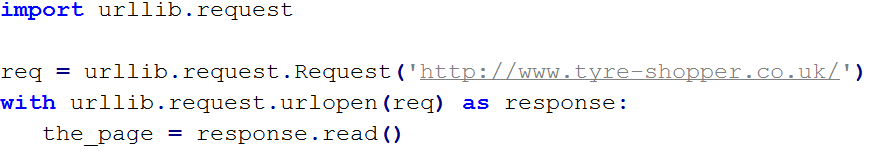 import urllib.request
req = urllib.request.Request('http://www.tyre-shopper.co.uk/')
with urllib.request.urlopen(req) as response:
   the_page = response.read()